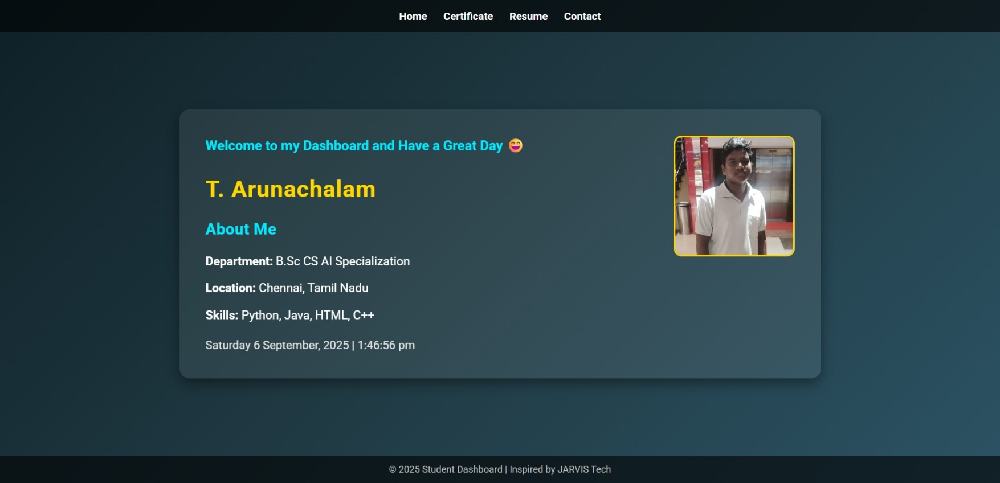 Home Certificate Resume Contact
Welcome to my Dashboard and Have a Great Day 😄
T. Arunachalam
About Me
Department: B.Sc CS AI Specialization
Location: Chennai, Tamil Nadu
Skills: Python, Java, HTML, C++
Saturday 6 September, 2025 | 1:46:56 pm
© 2025 Student Dashboard | Inspired by JARVIS Tech